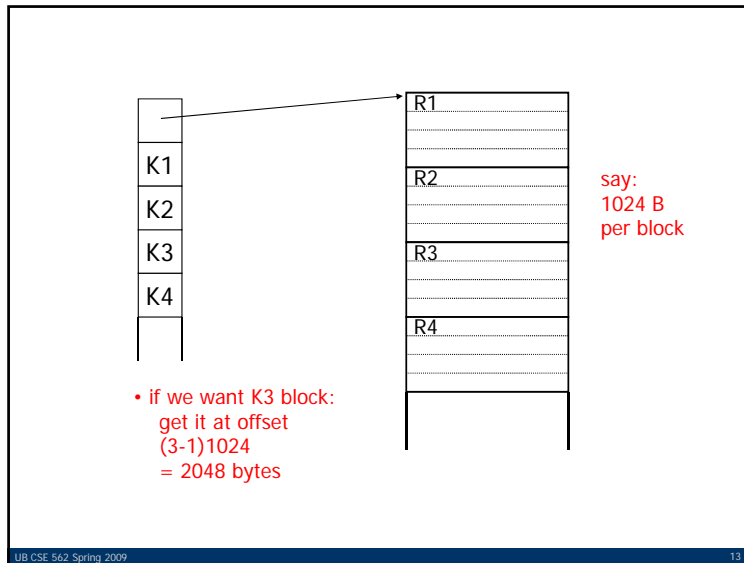 K1
K2
K3
K4
R1
R2
R3
R4
say:
1024 B
per block
• if we want K3 block:
get it at offset
(3-1)1024
= 2048 bytes
UB CSE 562 Spring 2009
13